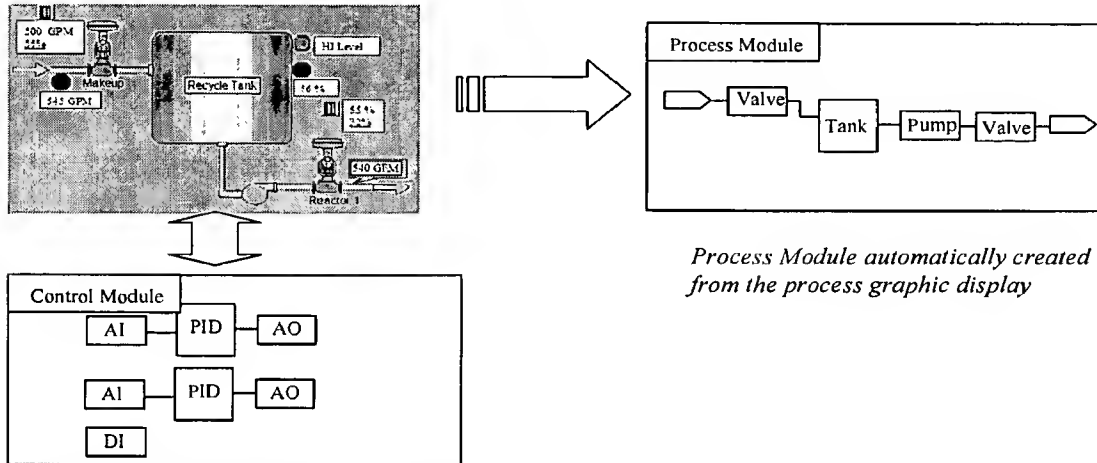 500 GPM
Makeup
545 GPM
Recycle Tank
HI Level
540 GPM
Reactor 1
Process Module
Valve
Tank
Pump
Valve
Process Module automatically created
from the process graphic display
Control Module
AI
PID
AO
AI
PID
AO
DI